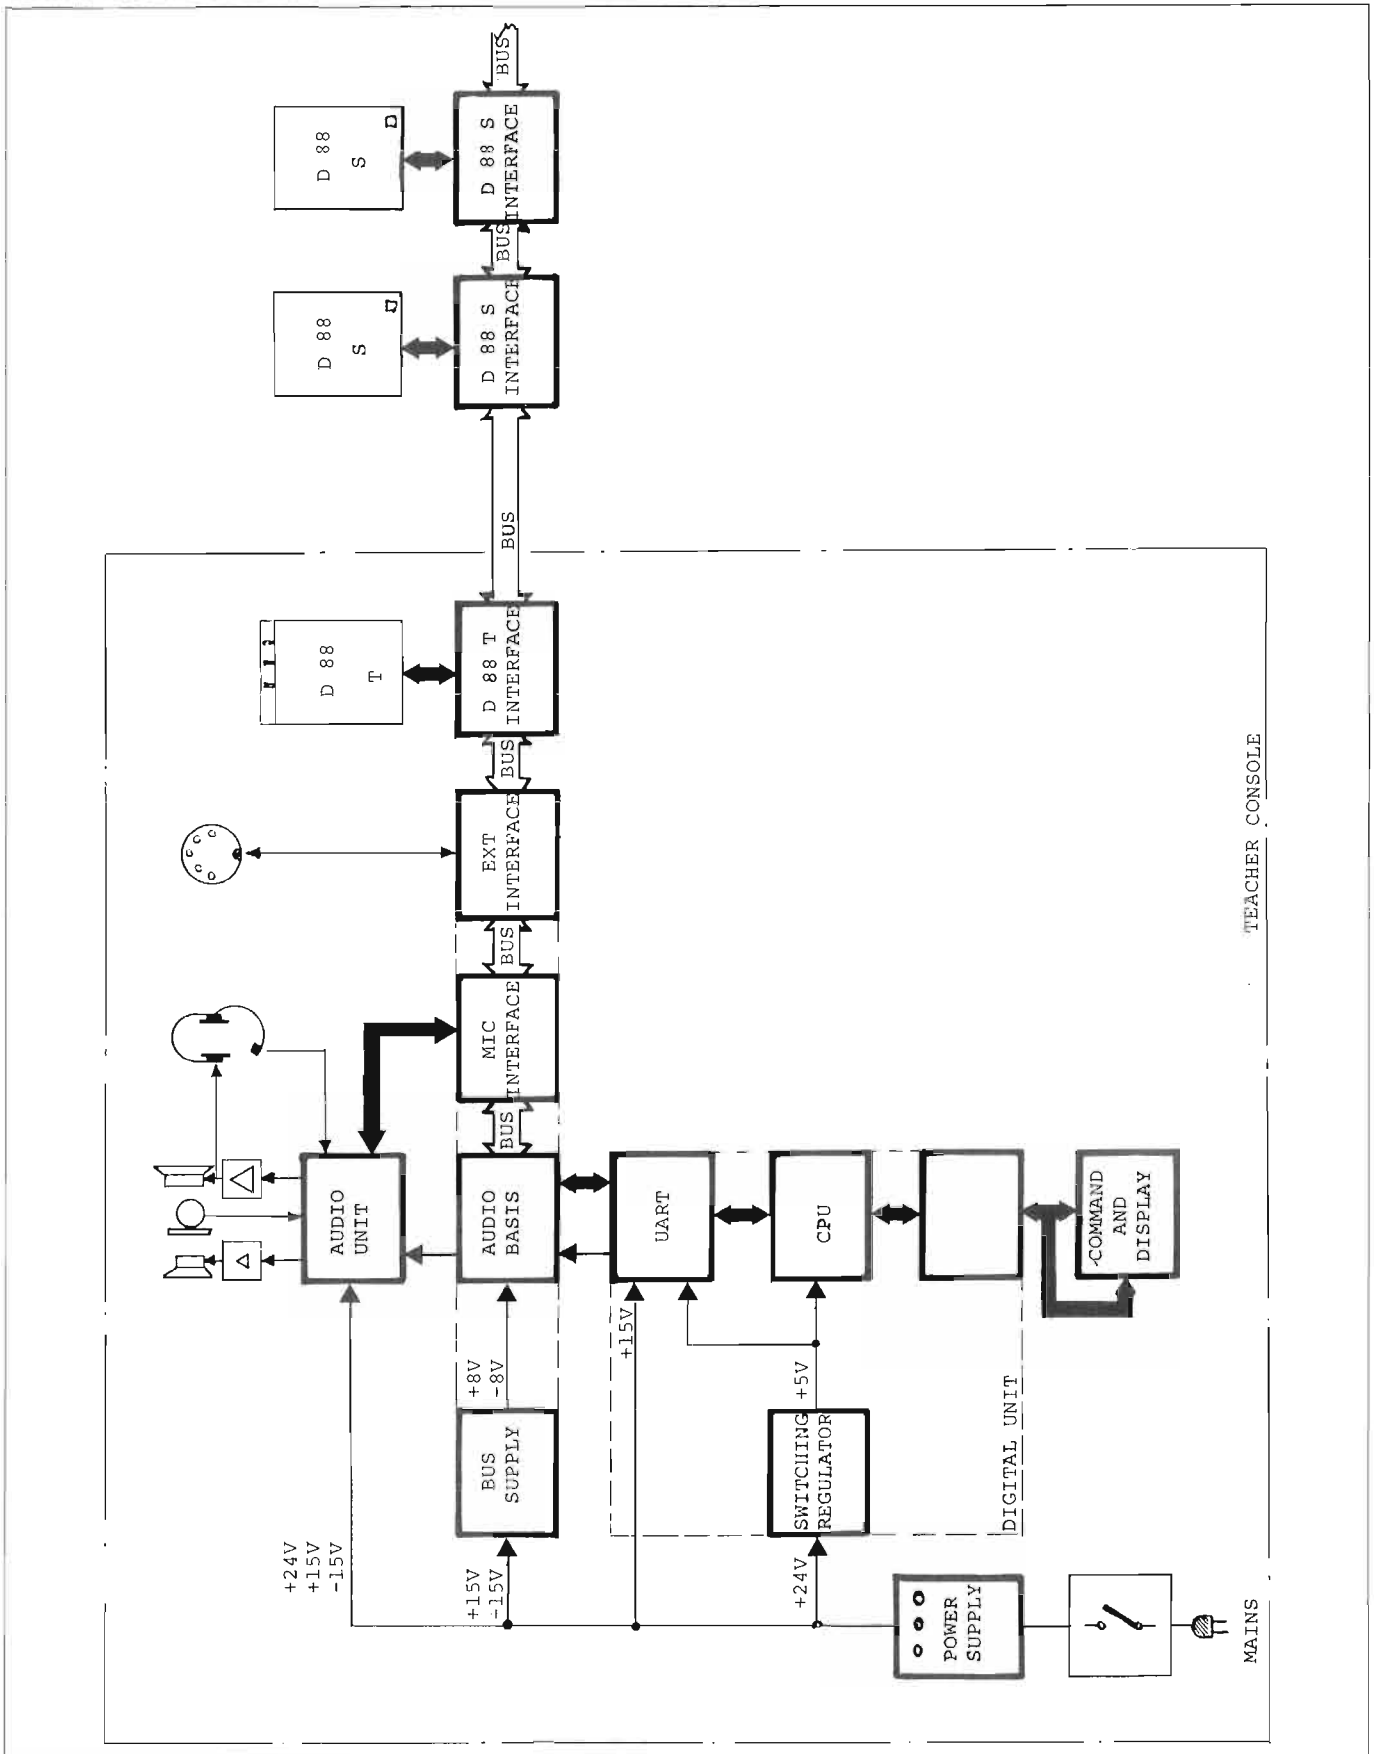 D 88
S
D 88 S
INTERFACE
BUS
BUS
D 88
S
D 88 S
INTERFACE
BUS
D 88
T
D 88 T
INTERFACE
BUS
EXT
INTERFACE
BUS
MIC
INTERFACE
BUS
AUDIO
UNIT
AUDIO
BASIS
UART
CPU
COMMAND
AND
DISPLAY
+8V
-8V
+15V
+5V
BUS
SUPPLY
SWITCHING
REGULATOR
DIGITAL UNIT
+24V
+15V
-15V
+15V
-15V
+24V
POWER
SUPPLY
MAINS
TEACHER CONSOLE